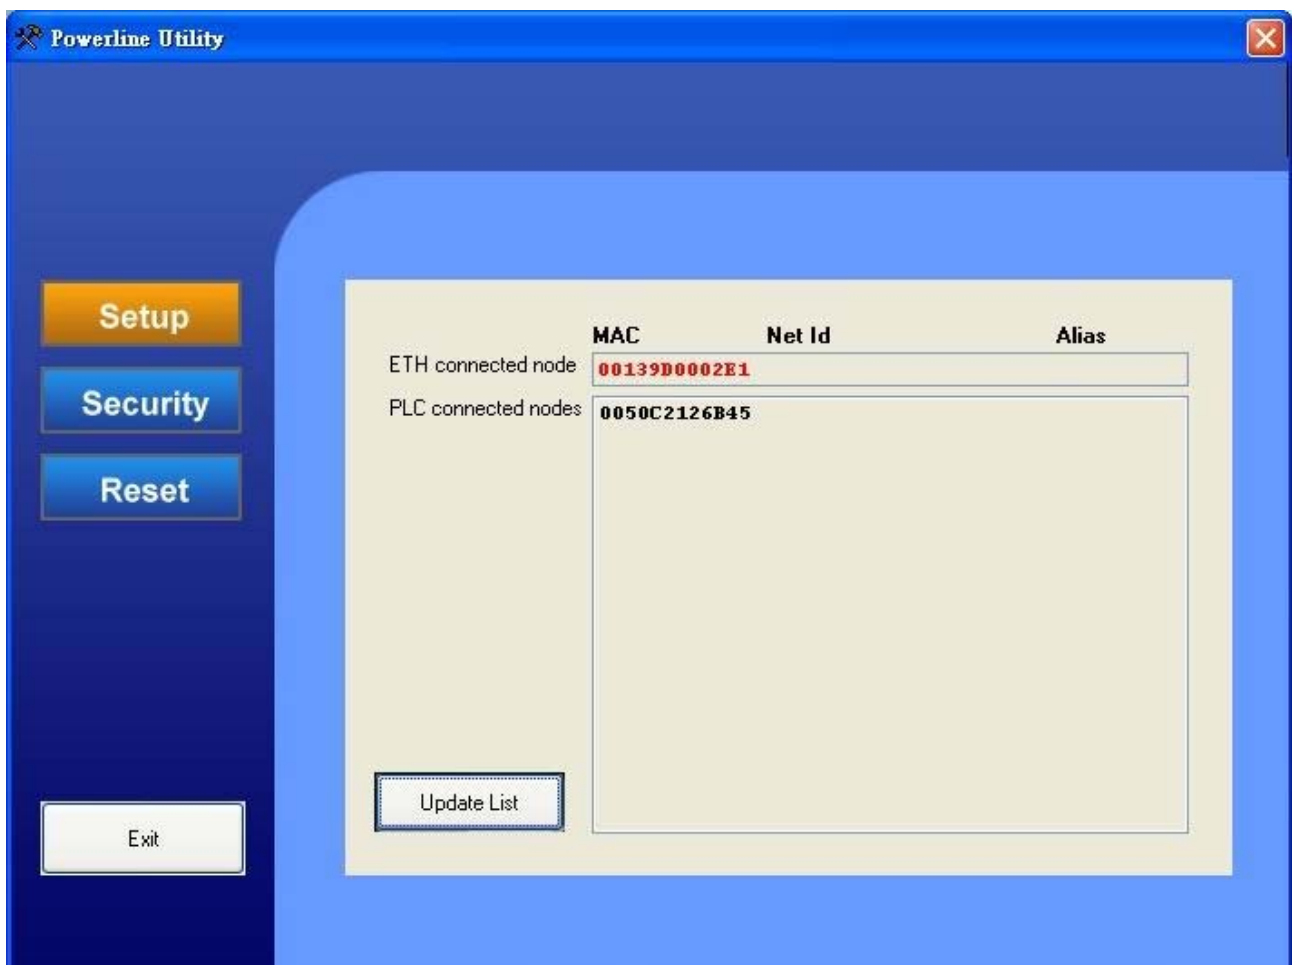 Powerline Utility
Setup
Security
Reset
Exit
MAC Net Id Alias
ETH connected node 00139D0002E1
PLC connected nodes 0050C2126B45
Update List